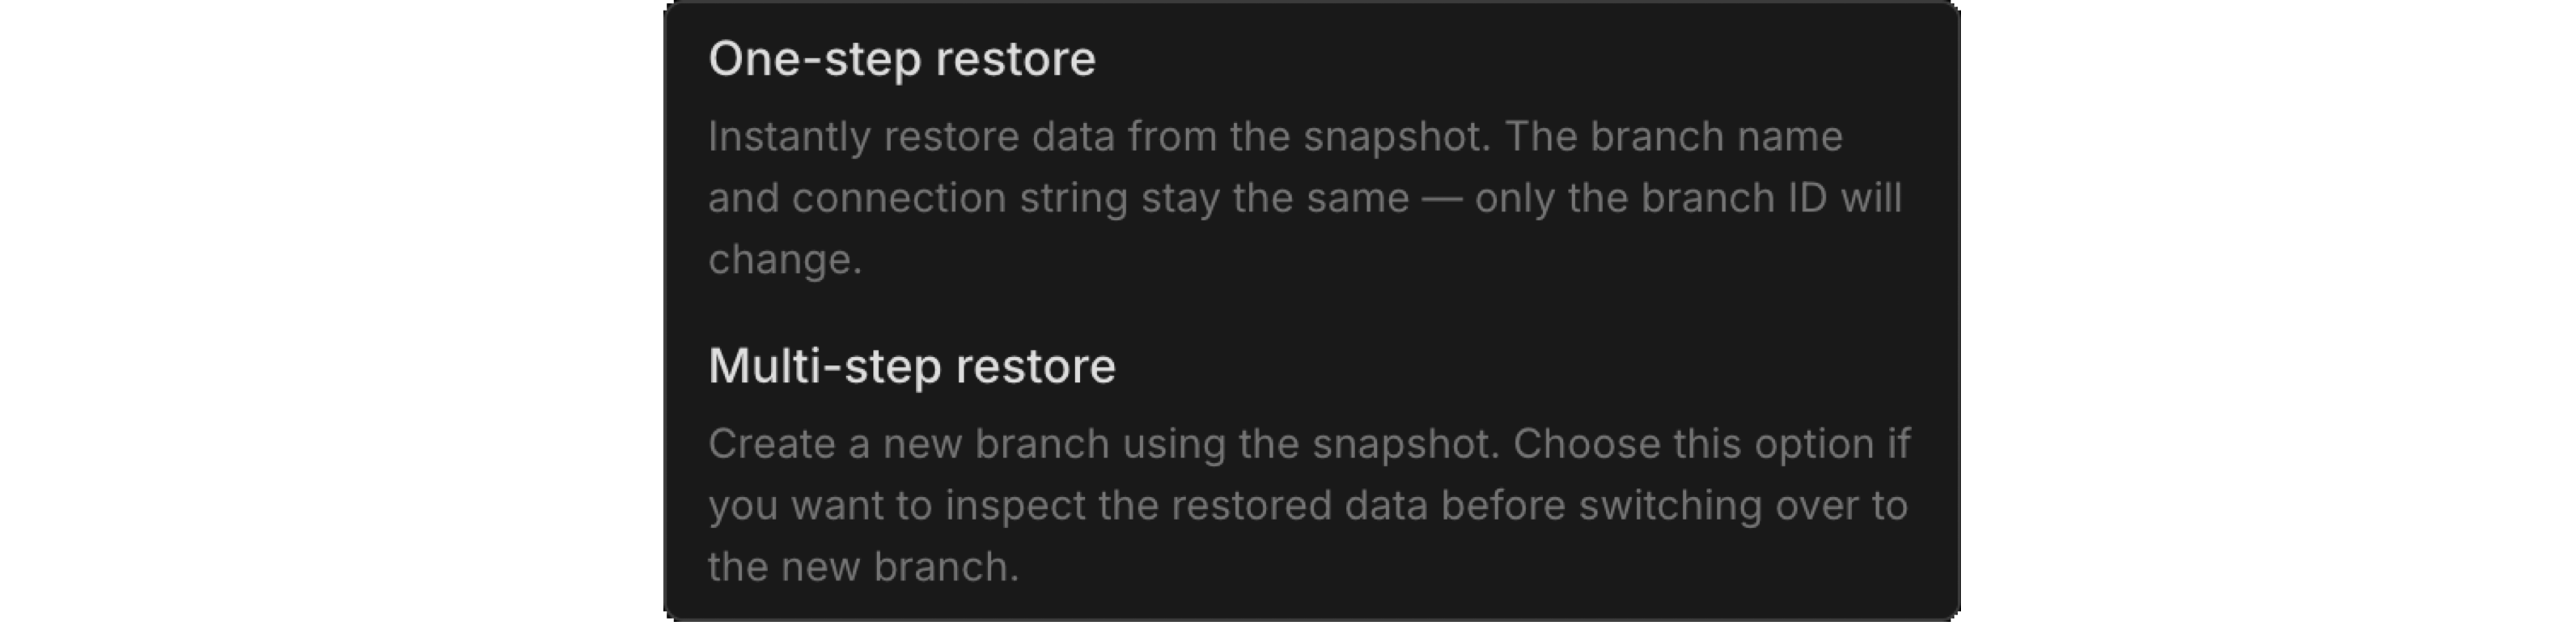 One-step restore
Instantly restore data from the snapshot. The branch name
and connection string stay the same — only the branch ID will
change.
Multi-step restore
Create a new branch using the snapshot. Choose this option if
you want to inspect the restored data before switching over to
the new branch.